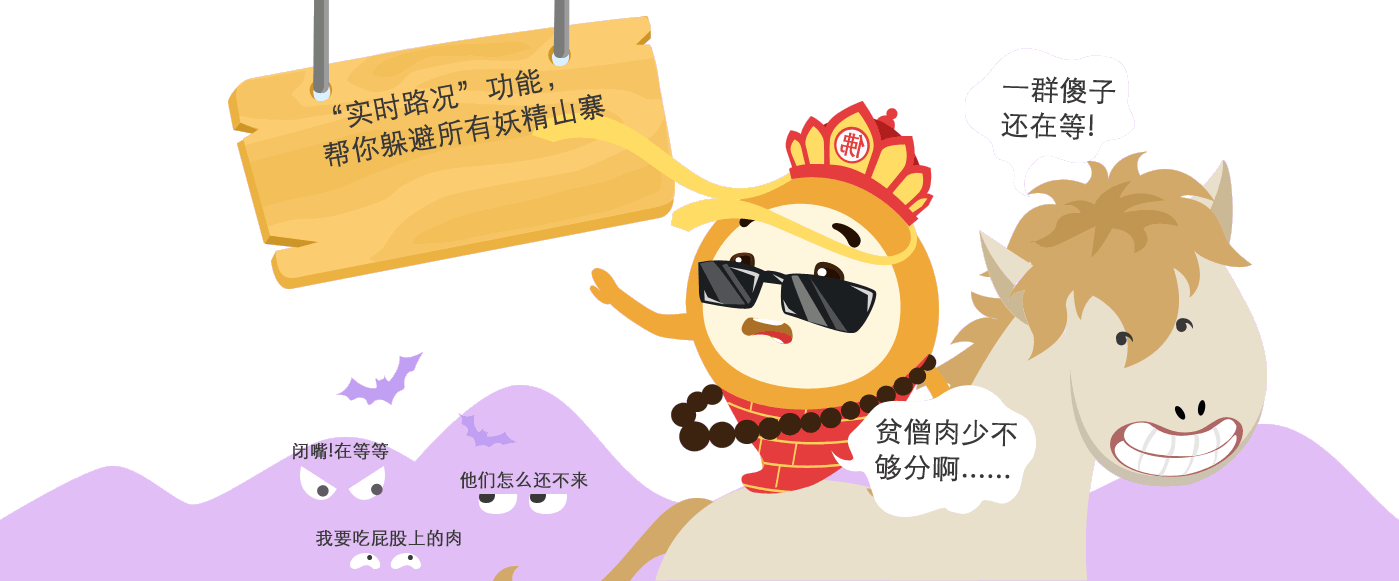 “实时路况”功能，
帮你躲避所有妖精山寨
佛
一群傻子
还在等!
贫僧肉少不
够分啊……
闭嘴!在等等
他们怎么还不来
我要吃屁股上的肉